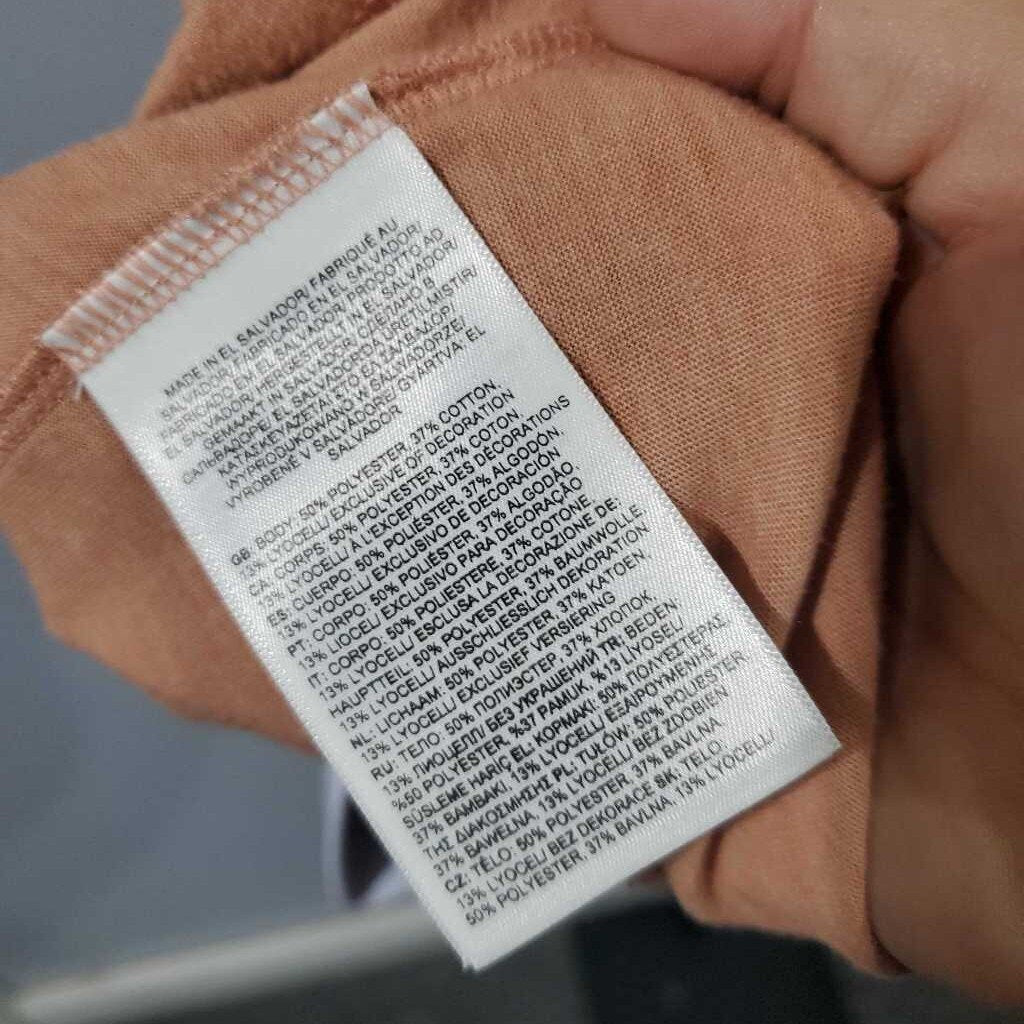 MADE IN EL SALVADOR/ FABRIQUÉ AU
SALVADOR/ FABRICADO EN EL SALVADOR/
FABRICADO EM EL SALVADOR/ PRODOTTO AD
EL SALVADOR/ HERGESTELLT IN EL SALVADOR/
GEMAAKT IN EL SALVADOR/ СДЕЛАНО В
САЛЬВАДОРЕ/ EL SALVADOR'DA ÜRETİLMİŞTİR/
ΚΑΤΑΣΚΕΥΑΖΕΤΑΙ ΣΤΟ ΕΛ ΣΑΛΒΑΔΟΡ/
WYPRODUKOWANO W SALWADORZE/
VYROBENÉ V SALVADORE/ GYÁRTVA: EL
SALVADOR
GB: BODY: 50% POLYESTER, 37% COTTON,
13% LYOCELL/ EXCLUSIVE OF DECORATION
CA: CORPS: 50% POLYESTER, 37% COTON
13% LYOCELL/ À L'EXCEPTION DES DÉCORATIONS
ES: CUERPO: 50% POLIÉSTER, 37% ALGODÓN,
13% LYOCELL/ EXCLUSIVO DE DECORACIÓN
PT: CORPO: 50% POLIÉSTER, 37% ALGODÃO,
13% LIOCEL/ EXCLUSIVO PARA DECORAÇÃO
IT: CORPO: 50% POLIESTERE, 37% COTONE,
13% LYOCELL/ ESCLUSA LA DECORAZIONE DE:
HAUPTTEIL: 50% POLYESTER, 37% BAUMWOLLE,
13% LYOCELL/ AUSSCHLIESSLICH DEKORATION
NL: LICHAAM: 50% POLYESTER, 37% KATOEN,
13% LYOCELL/ EXCLUSIEF VERSIERING
RU: ТЕЛО: 50% ПОЛИЭСТЕР, 37% ХЛОПОК,
13% ЛИОЦЕЛЛ/ БЕЗ УКРАШЕНИЙ TR: BEDEN:
%50 POLYESTER, %37 PAMUK, %13 LİYOSEL/
SÜSLEME HARİÇ EL: ΚΟΡΜΑΚΙ: 50% ΠΟΛΥΕΣΤΕΡΑΣ,
37% ΒΑΜΒΑΚΙ, 13% LYOCELL/ ΕΞΑΙΡΟΥΜΕΝΗΣ
ΤΗΣ ΔΙΑΚΟΣΜΗΣΗΣ PL: TUŁÓW: 50% POLIESTER
37% BAWEŁNA, 13% LYOCELL/ BEZ ZDOBIEŃ
CZ: TĚLO: 50% POLYESTER, 37% BAVLNA,
13% LYOCEL/ BEZ DEKORACE SK: TELO:
50% POLYESTER, 37% BAVLNA, 13% LYOCELL/